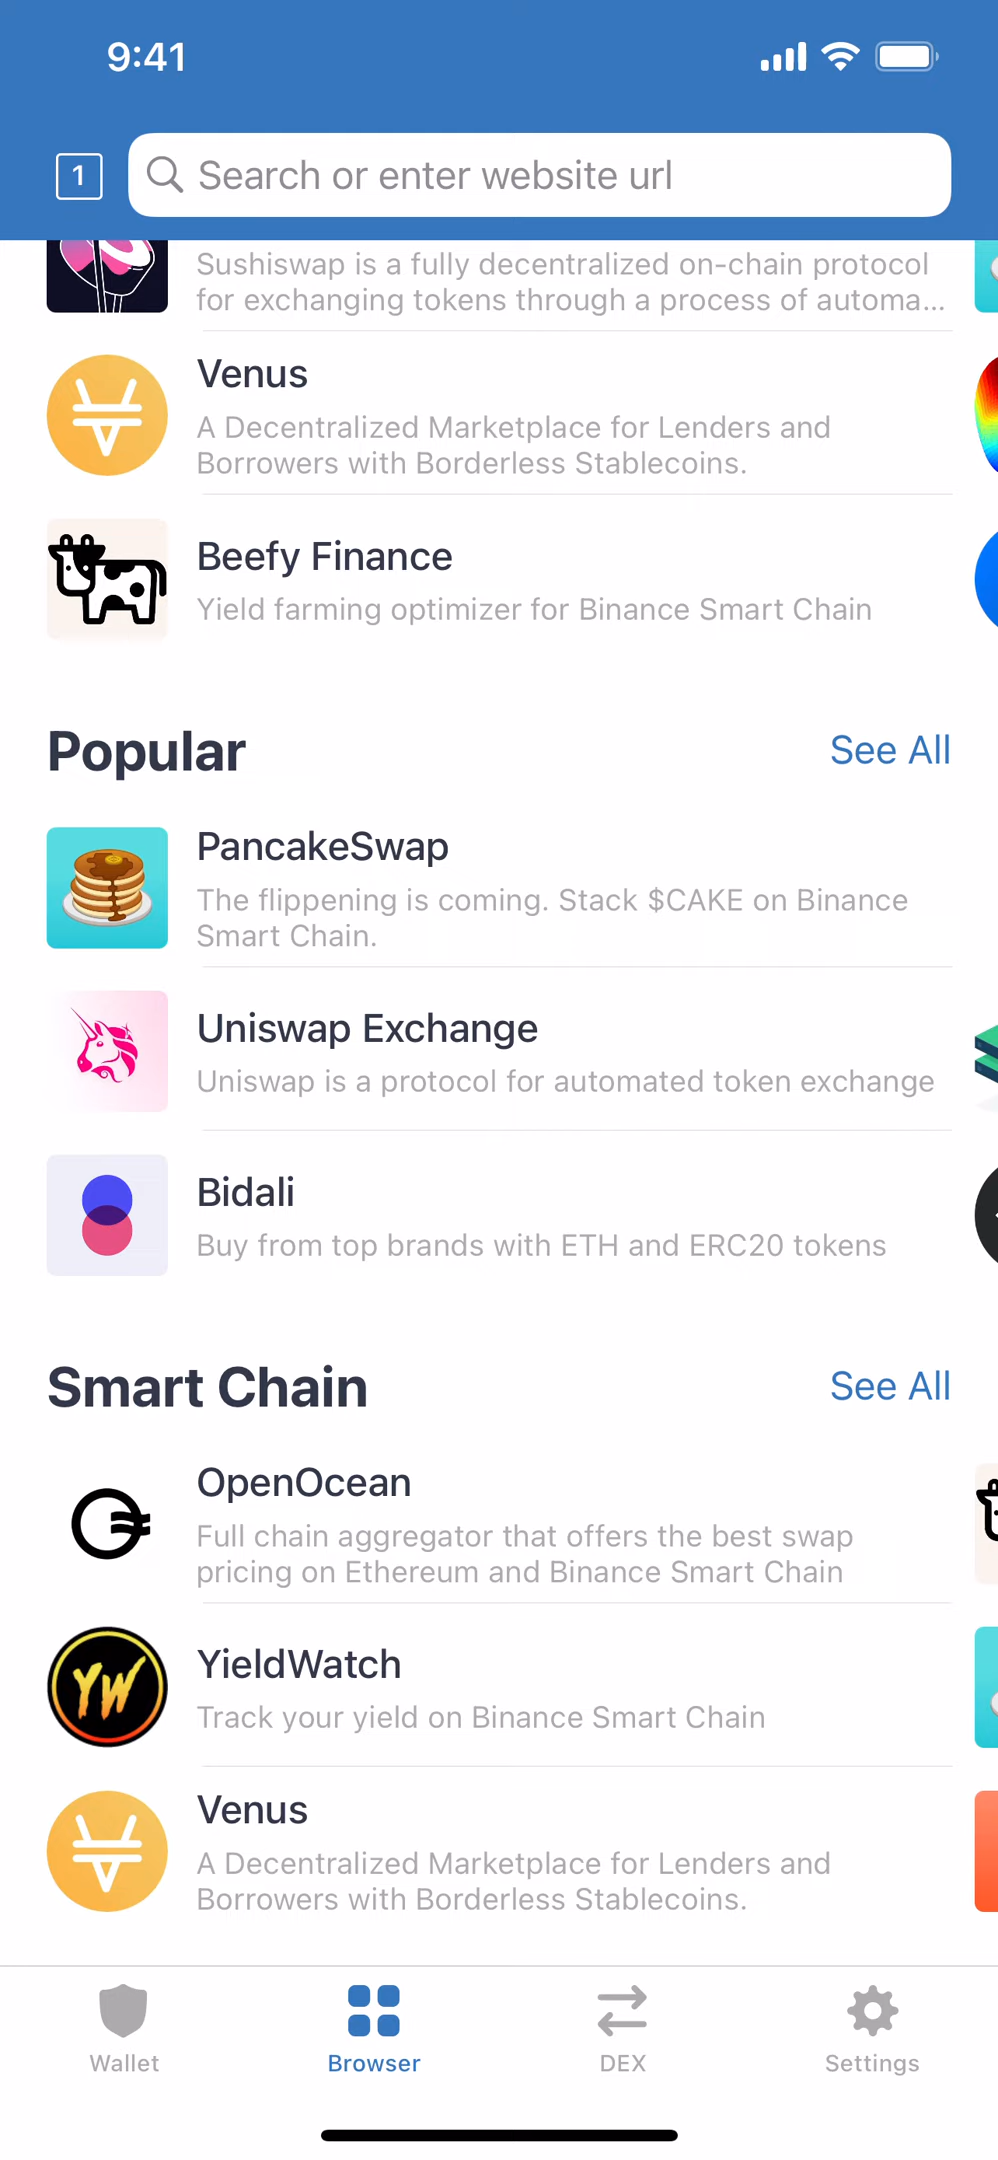 9:41
1
Search or enter website url
Sushiswap is a fully decentralized on-chain protocol
for exchanging tokens through a process of automa...
Venus
A Decentralized Marketplace for Lenders and
Borrowers with Borderless Stablecoins.
Beefy Finance
Yield farming optimizer for Binance Smart Chain
Popular
See All
PancakeSwap
The flippening is coming. Stack $CAKE on Binance
Smart Chain.
Uniswap Exchange
Uniswap is a protocol for automated token exchange
Bidali
Buy from top brands with ETH and ERC20 tokens
Smart Chain
See All
OpenOcean
Full chain aggregator that offers the best swap
pricing on Ethereum and Binance Smart Chain
YW
YieldWatch
Track your yield on Binance Smart Chain
Venus
A Decentralized Marketplace for Lenders and
Borrowers with Borderless Stablecoins.
Wallet
Browser
DEX
Settings